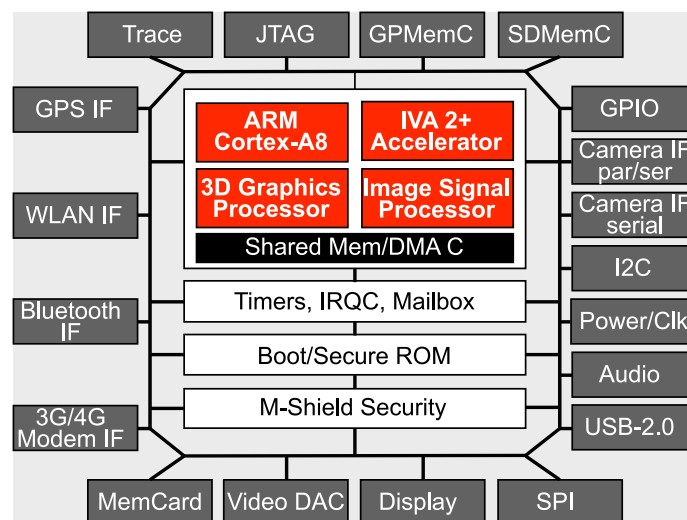 Trace
JTAG
GPMemC
SDMemC
GPS IF
WLAN IF
Bluetooth
IF
3G/4G
Modem IF
ARM
Cortex-A8
IVA 2+
Accelerator
3D Graphics
Processor
Image Signal
Processor
Shared Mem/DMA C
Timers, IRQC, Mailbox
Boot/Secure ROM
M-Shield Security
GPIO
Camera IF
par/ser
Camera IF
serial
I2C
Power/Clk
Audio
USB-2.0
MemCard
Video DAC
Display
SPI